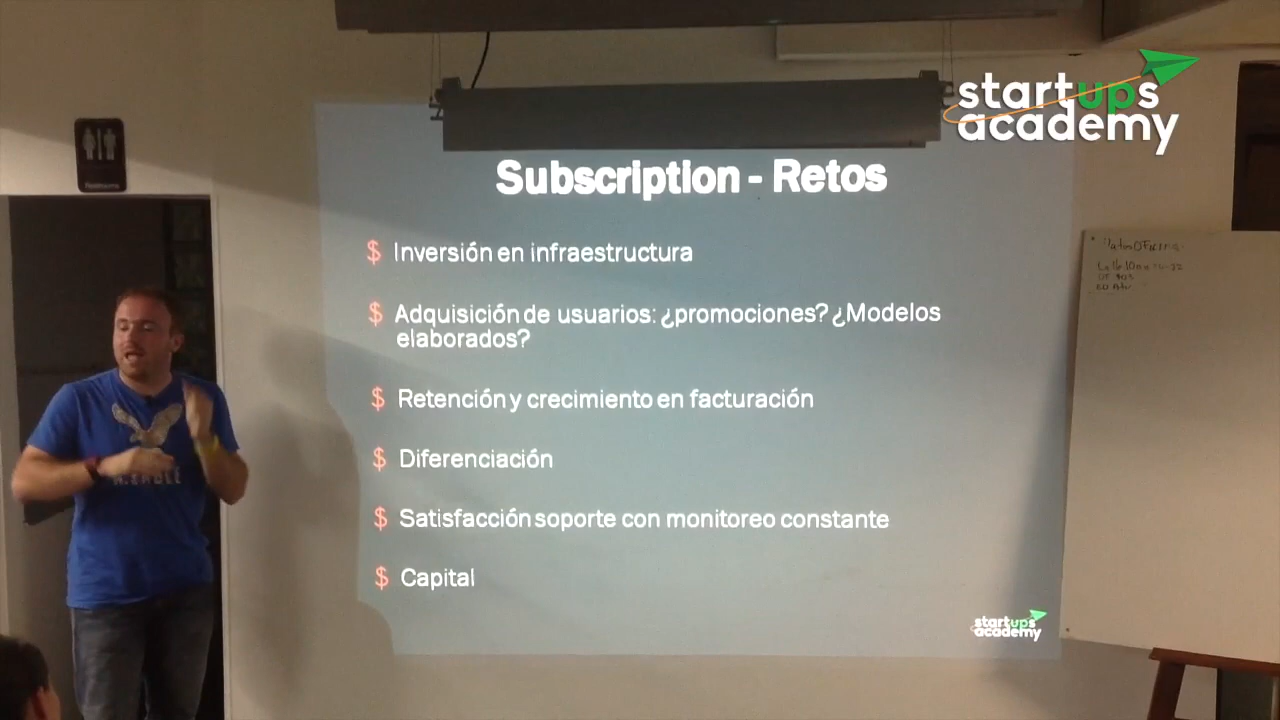 startups
academy
Restrooms
Subscription - Retos
$ Inversión en infraestructura
$ Adquisición de usuarios: ¿promociones? ¿Modelos
elaborados?
$ Retención y crecimiento en facturación
$ Diferenciación
$ Satisfacción soporte con monitoreo constante
$ Capital
startups
academy